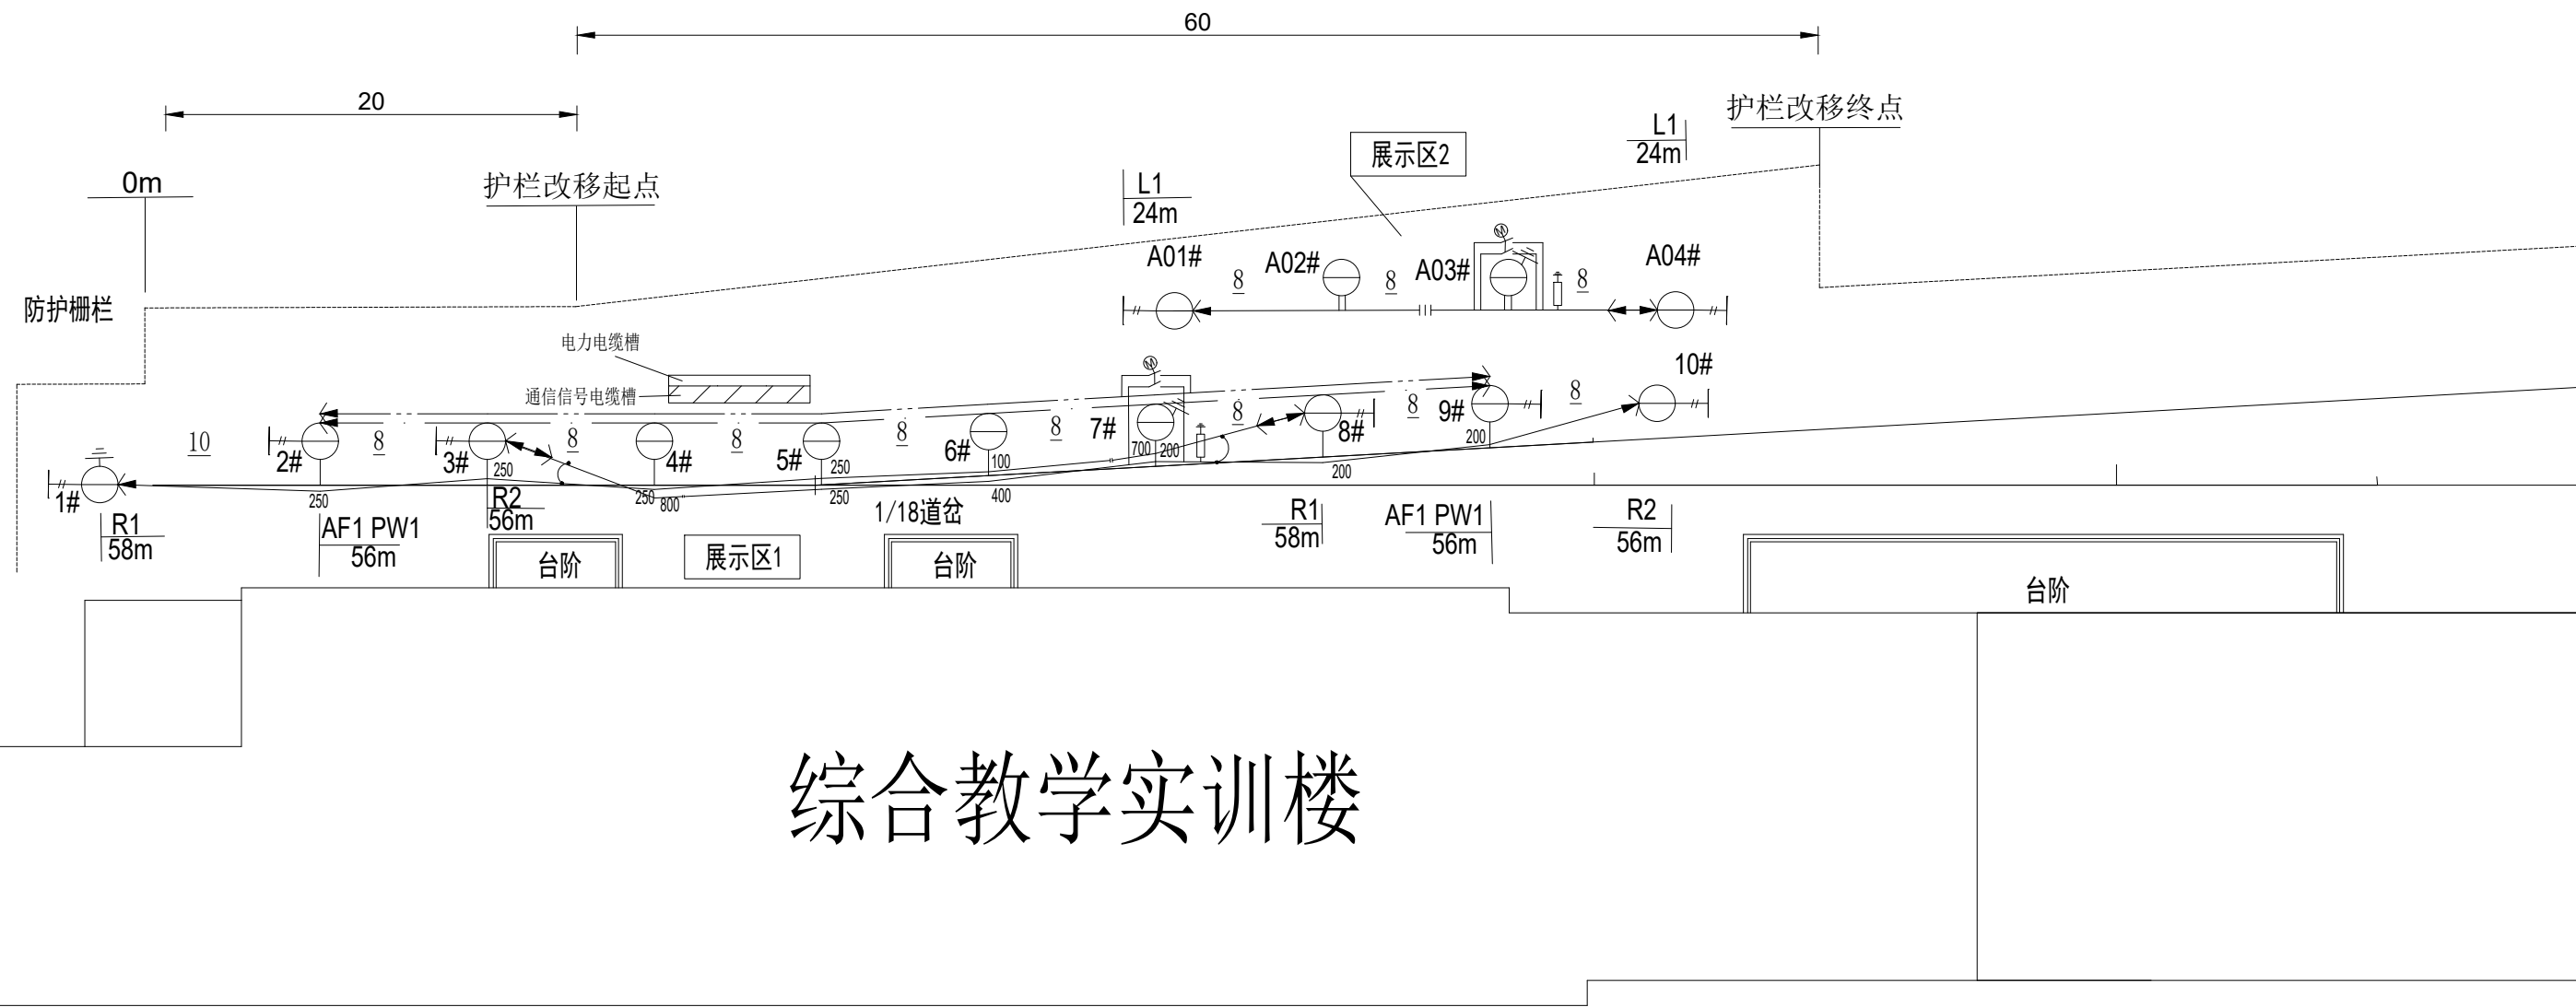 60
20
护栏改移终点
L1
24m
展示区2
0m
护栏改移起点
L1
24m
M
A01#
8
A02#
8
A03#
8
A04#
防护栅栏
电力电缆槽
通信信号电缆槽
M
10#
10
2#
8
3#
8
4#
8
5#
8
6#
8
7#
8
8#
8
9#
8
1#
250
250
250
800
250
250
100
400
700
200
200
200
R1
58m
AF1 PW1
56m
R2
56m
1/18道岔
R1
58m
AF1 PW1
56m
R2
56m
台阶
展示区1
台阶
台阶
综合教学实训楼